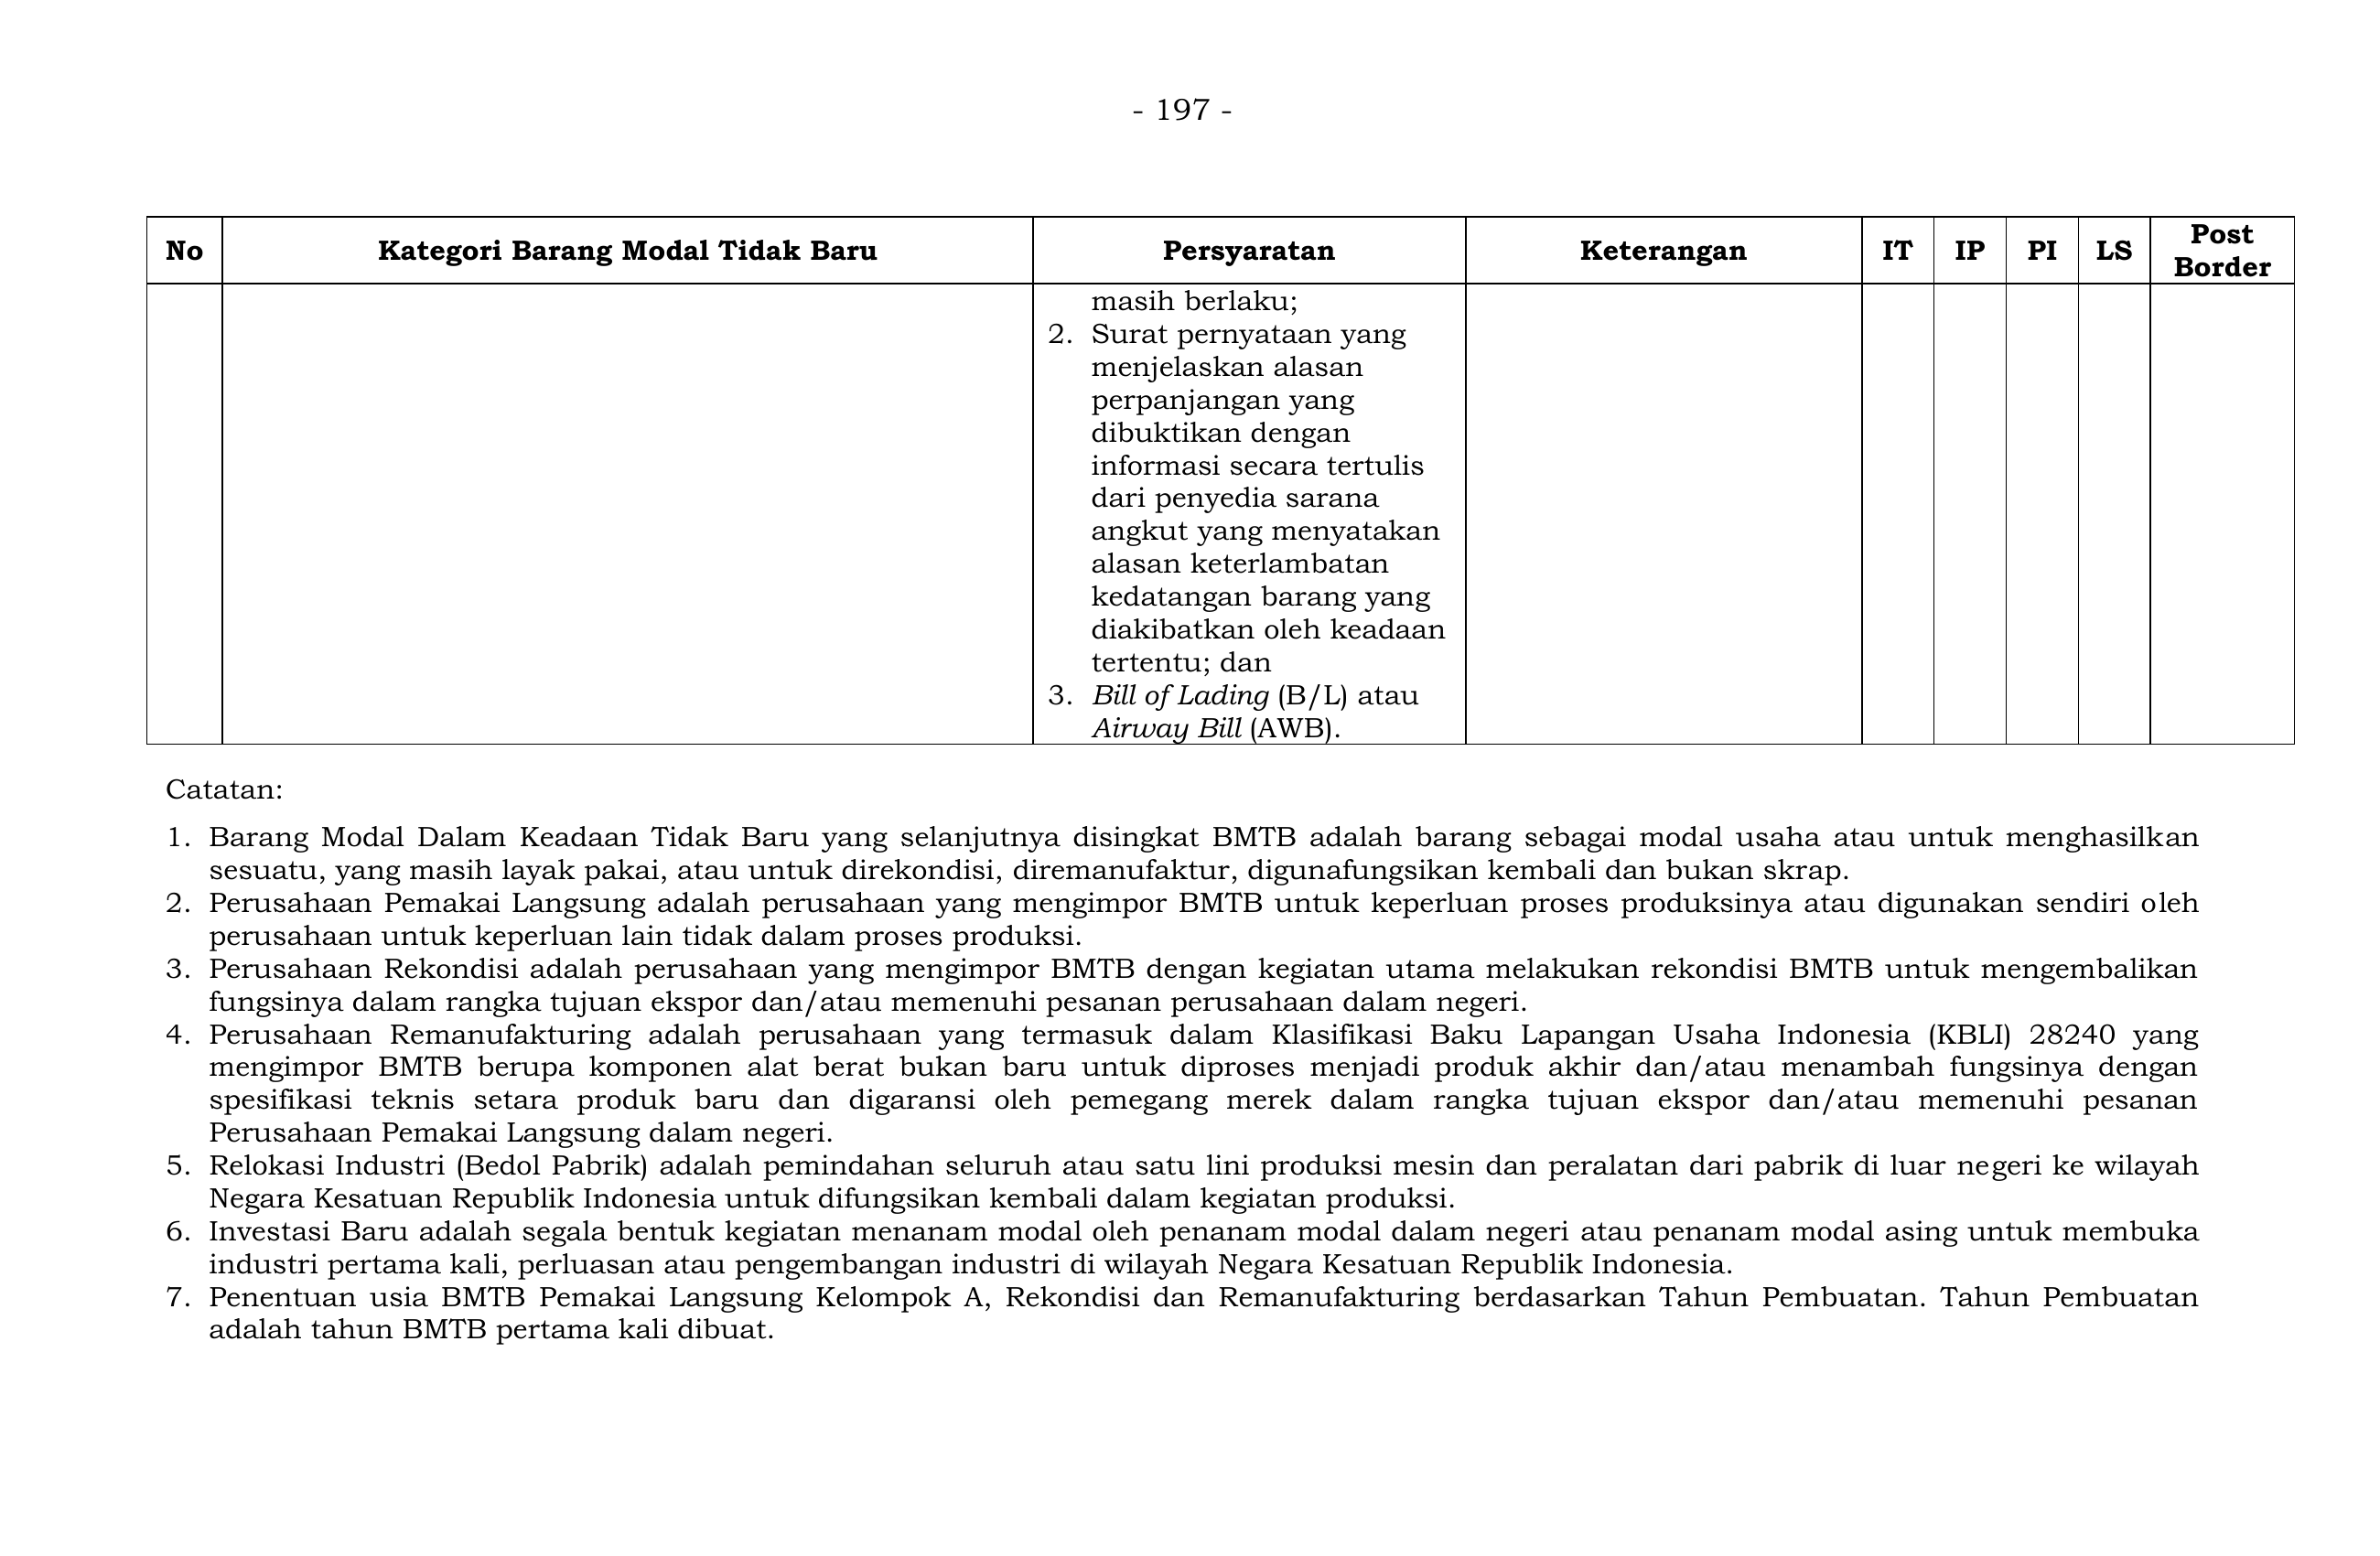 - 197 -
No Kategori Barang Modal Tidak Baru Persyaratan Keterangan IT IP PI LS Post Border
masih berlaku;
2. Surat pernyataan yang
menjelaskan alasan
perpanjangan yang
dibuktikan dengan
informasi secara tertulis
dari penyedia sarana
angkut yang menyatakan
alasan keterlambatan
kedatangan barang yang
diakibatkan oleh keadaan
tertentu; dan
3. Bill of Lading (B/L) atau
Airway Bill (AWB).
Catatan:
1. Barang Modal Dalam Keadaan Tidak Baru yang selanjutnya disingkat BMTB adalah barang sebagai modal usaha atau untuk menghasilkan
sesuatu, yang masih layak pakai, atau untuk direkondisi, diremanufaktur, digunafungsikan kembali dan bukan skrap.
2. Perusahaan Pemakai Langsung adalah perusahaan yang mengimpor BMTB untuk keperluan proses produksinya atau digunakan sendiri oleh
perusahaan untuk keperluan lain tidak dalam proses produksi.
3. Perusahaan Rekondisi adalah perusahaan yang mengimpor BMTB dengan kegiatan utama melakukan rekondisi BMTB untuk mengembalikan
fungsinya dalam rangka tujuan ekspor dan/atau memenuhi pesanan perusahaan dalam negeri.
4. Perusahaan Remanufakturing adalah perusahaan yang termasuk dalam Klasifikasi Baku Lapangan Usaha Indonesia (KBLI) 28240 yang
mengimpor BMTB berupa komponen alat berat bukan baru untuk diproses menjadi produk akhir dan/atau menambah fungsinya dengan
spesifikasi teknis setara produk baru dan digaransi oleh pemegang merek dalam rangka tujuan ekspor dan/atau memenuhi pesanan
Perusahaan Pemakai Langsung dalam negeri.
5. Relokasi Industri (Bedol Pabrik) adalah pemindahan seluruh atau satu lini produksi mesin dan peralatan dari pabrik di luar negeri ke wilayah
Negara Kesatuan Republik Indonesia untuk difungsikan kembali dalam kegiatan produksi.
6. Investasi Baru adalah segala bentuk kegiatan menanam modal oleh penanam modal dalam negeri atau penanam modal asing untuk membuka
industri pertama kali, perluasan atau pengembangan industri di wilayah Negara Kesatuan Republik Indonesia.
7. Penentuan usia BMTB Pemakai Langsung Kelompok A, Rekondisi dan Remanufakturing berdasarkan Tahun Pembuatan. Tahun Pembuatan
adalah tahun BMTB pertama kali dibuat.